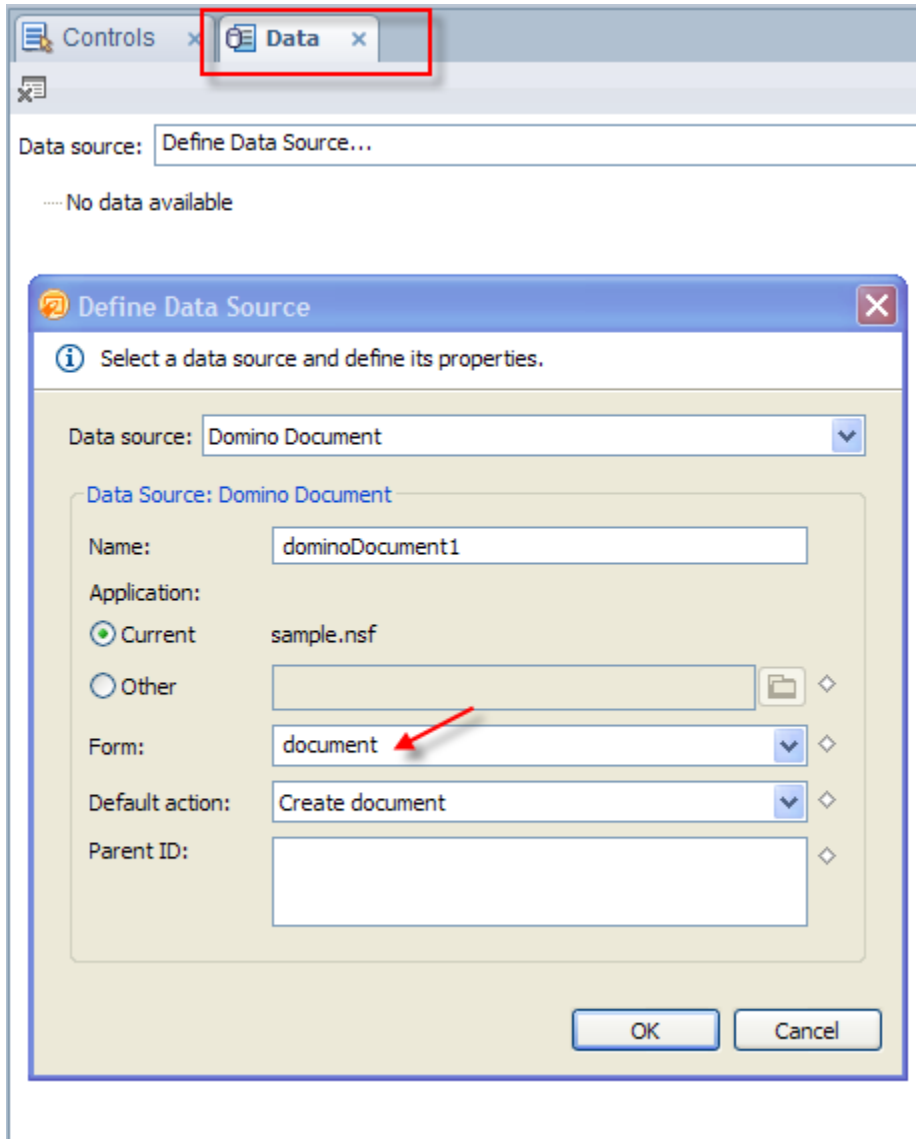 Controls Data
Data source: Define Data Source...
No data available
Define Data Source
Select a data source and define its properties.
Data source: Domino Document
Data Source: Domino Document
Name: dominoDocument1
Application:
Current sample.nsf
Other
Form: document
Default action: Create document
Parent ID:
OK Cancel